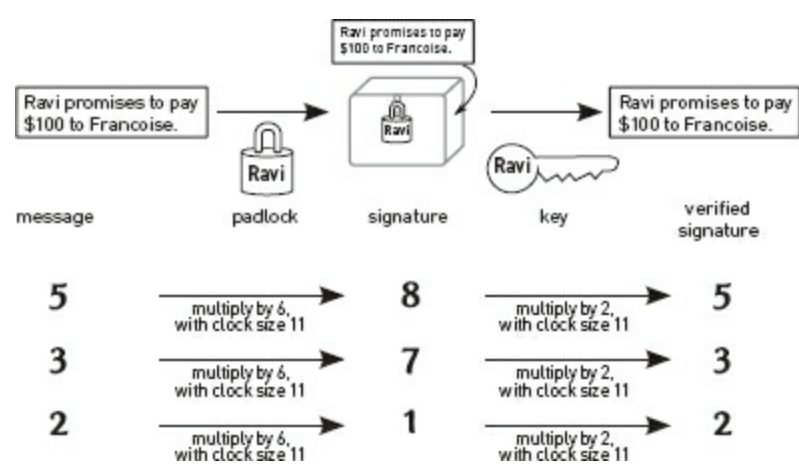 Ravi promises to pay
$100 to Francoise.
Ravi promises to pay
$100 to Francoise.
Ravi
Ravi
Ravi
Ravi promises to pay
$100 to Francoise.
message
padlock
signature
key
verified
signature
5
multiply by 6,
with clock size 11
8
multiply by 2,
with clock size 11
5
3
multiply by 6,
with clock size 11
7
multiply by 2,
with clock size 11
3
2
multiply by 6,
with clock size 11
1
multiply by 2,
with clock size 11
2